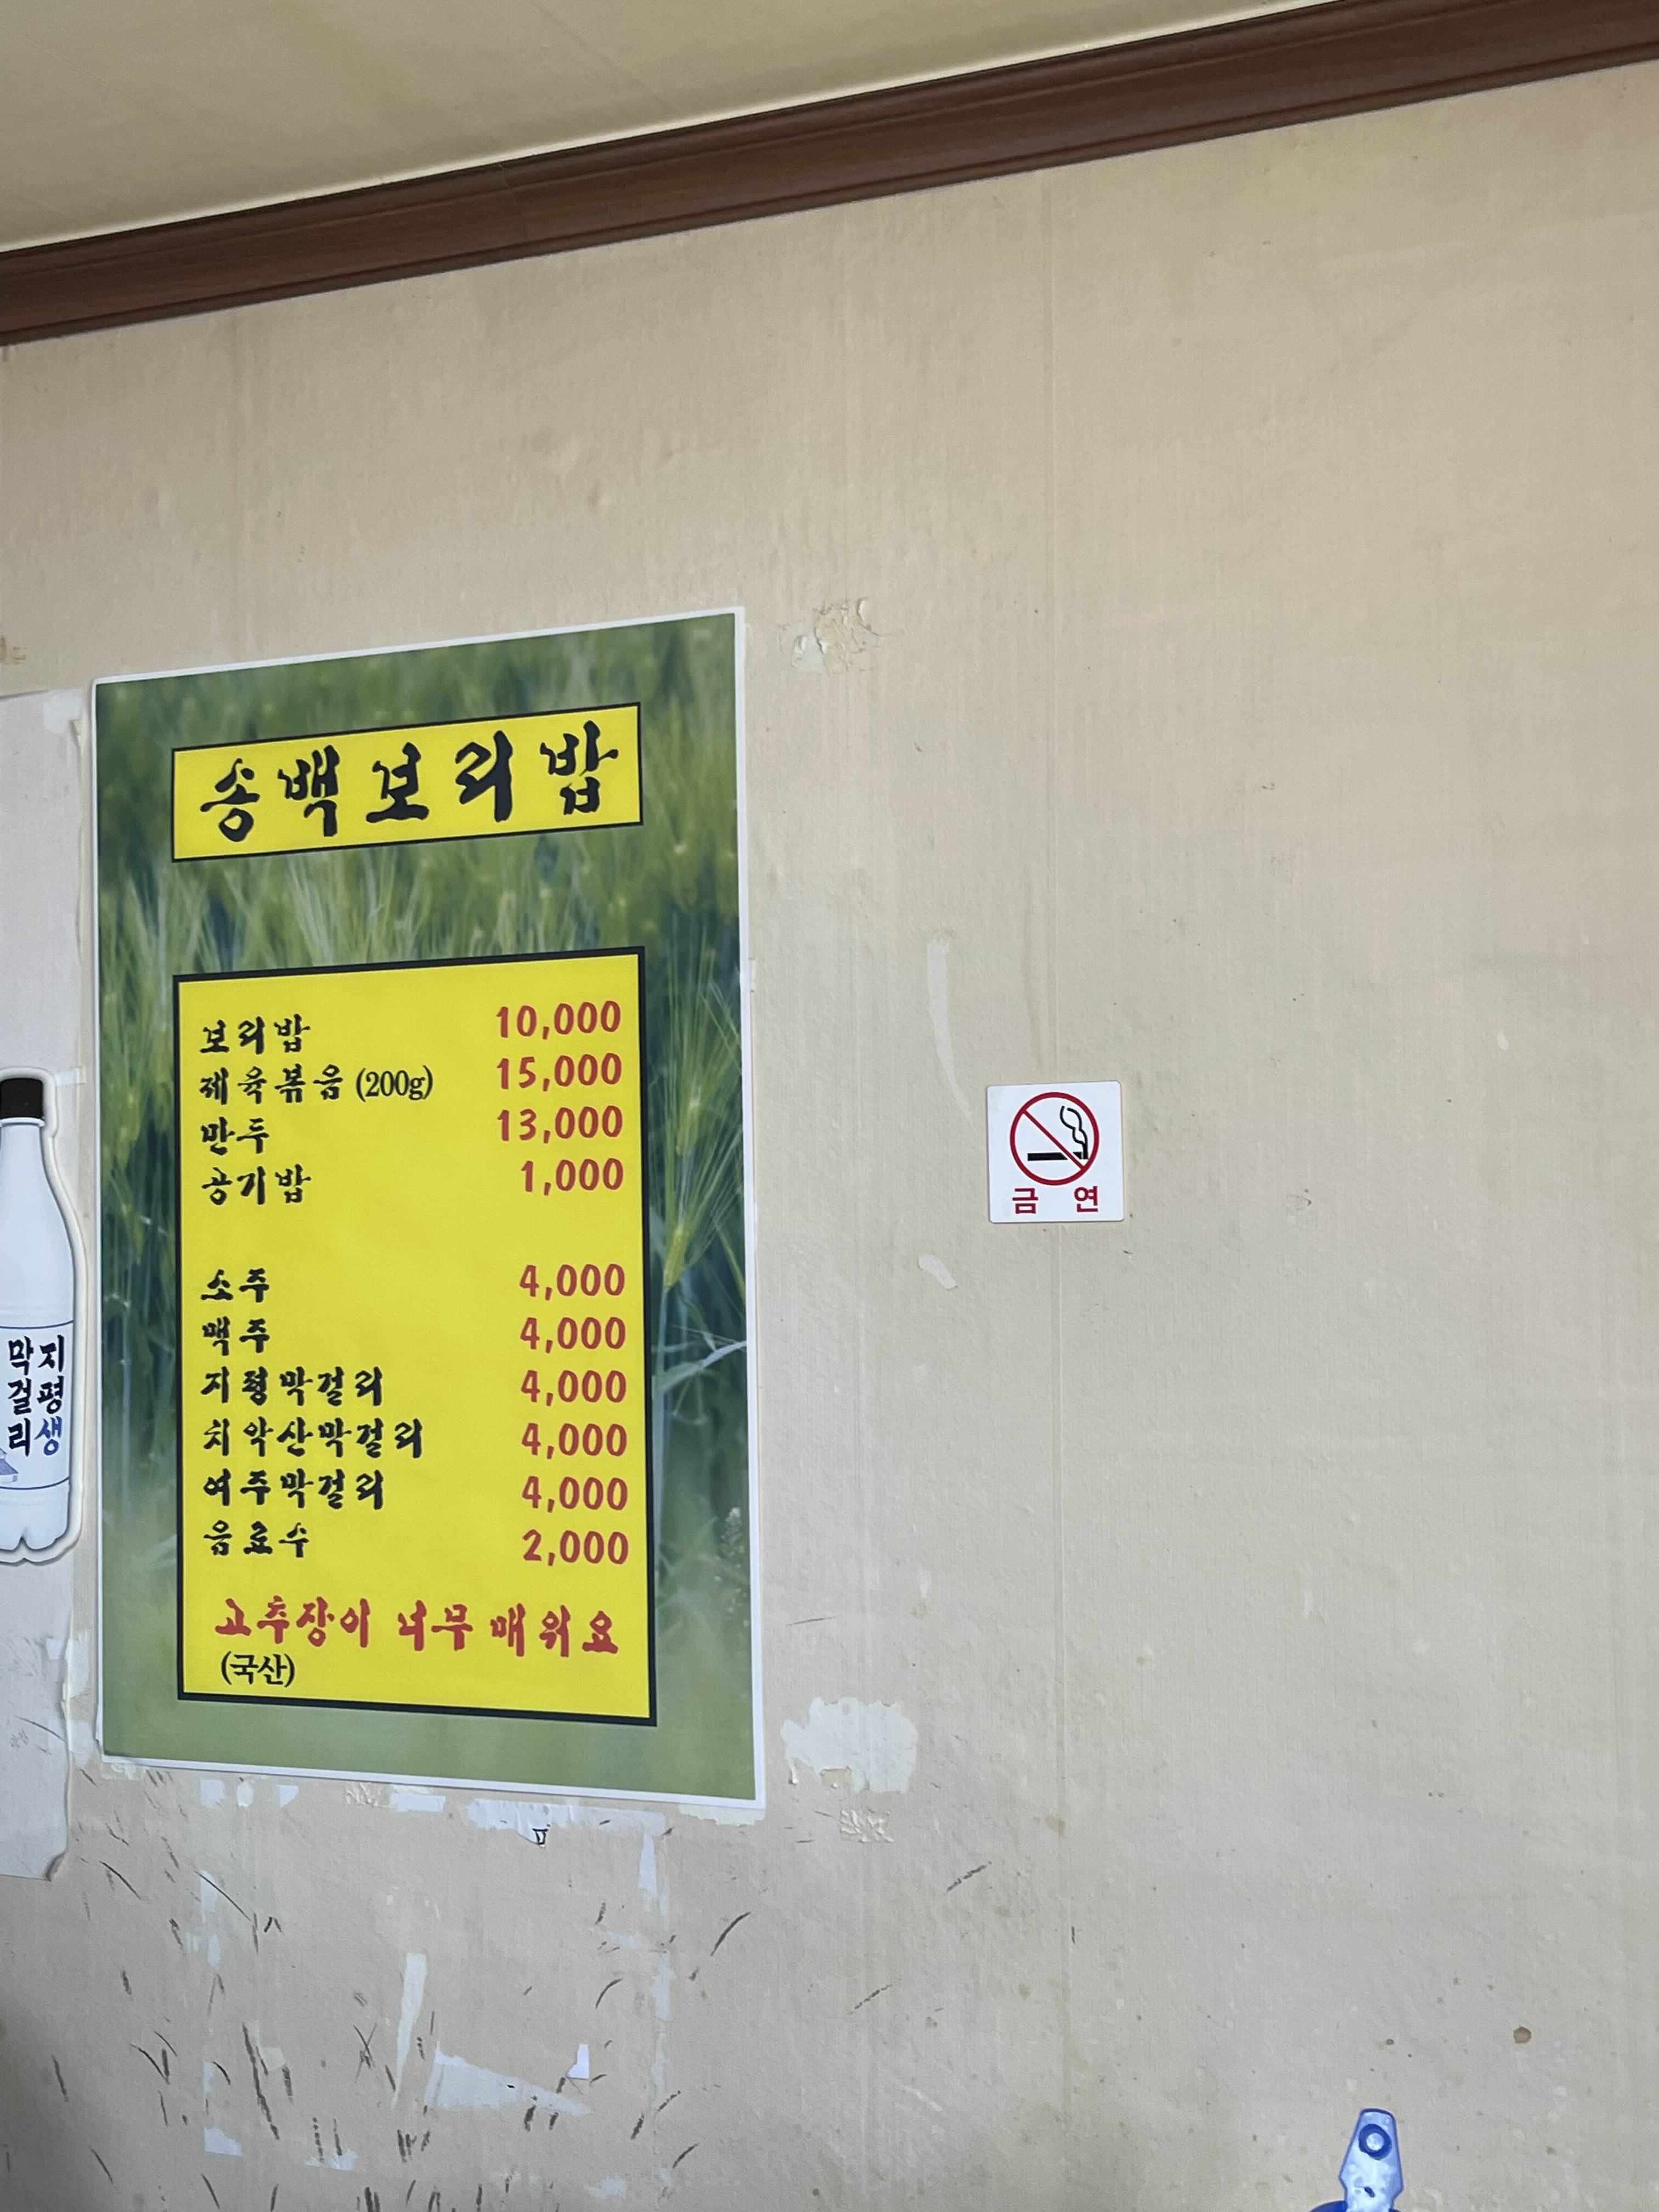 송백보리밥
보리밥 10,000
제육볶음 (200g) 15,000
만두 13,000
공기밥 1,000
소주 4,000
맥주 4,000
지평막걸리 4,000
치악산막걸리 4,000
여주막걸리 4,000
음료수 2,000
고추장이 너무 매워요
(국산)
지평생
막걸리
금 연